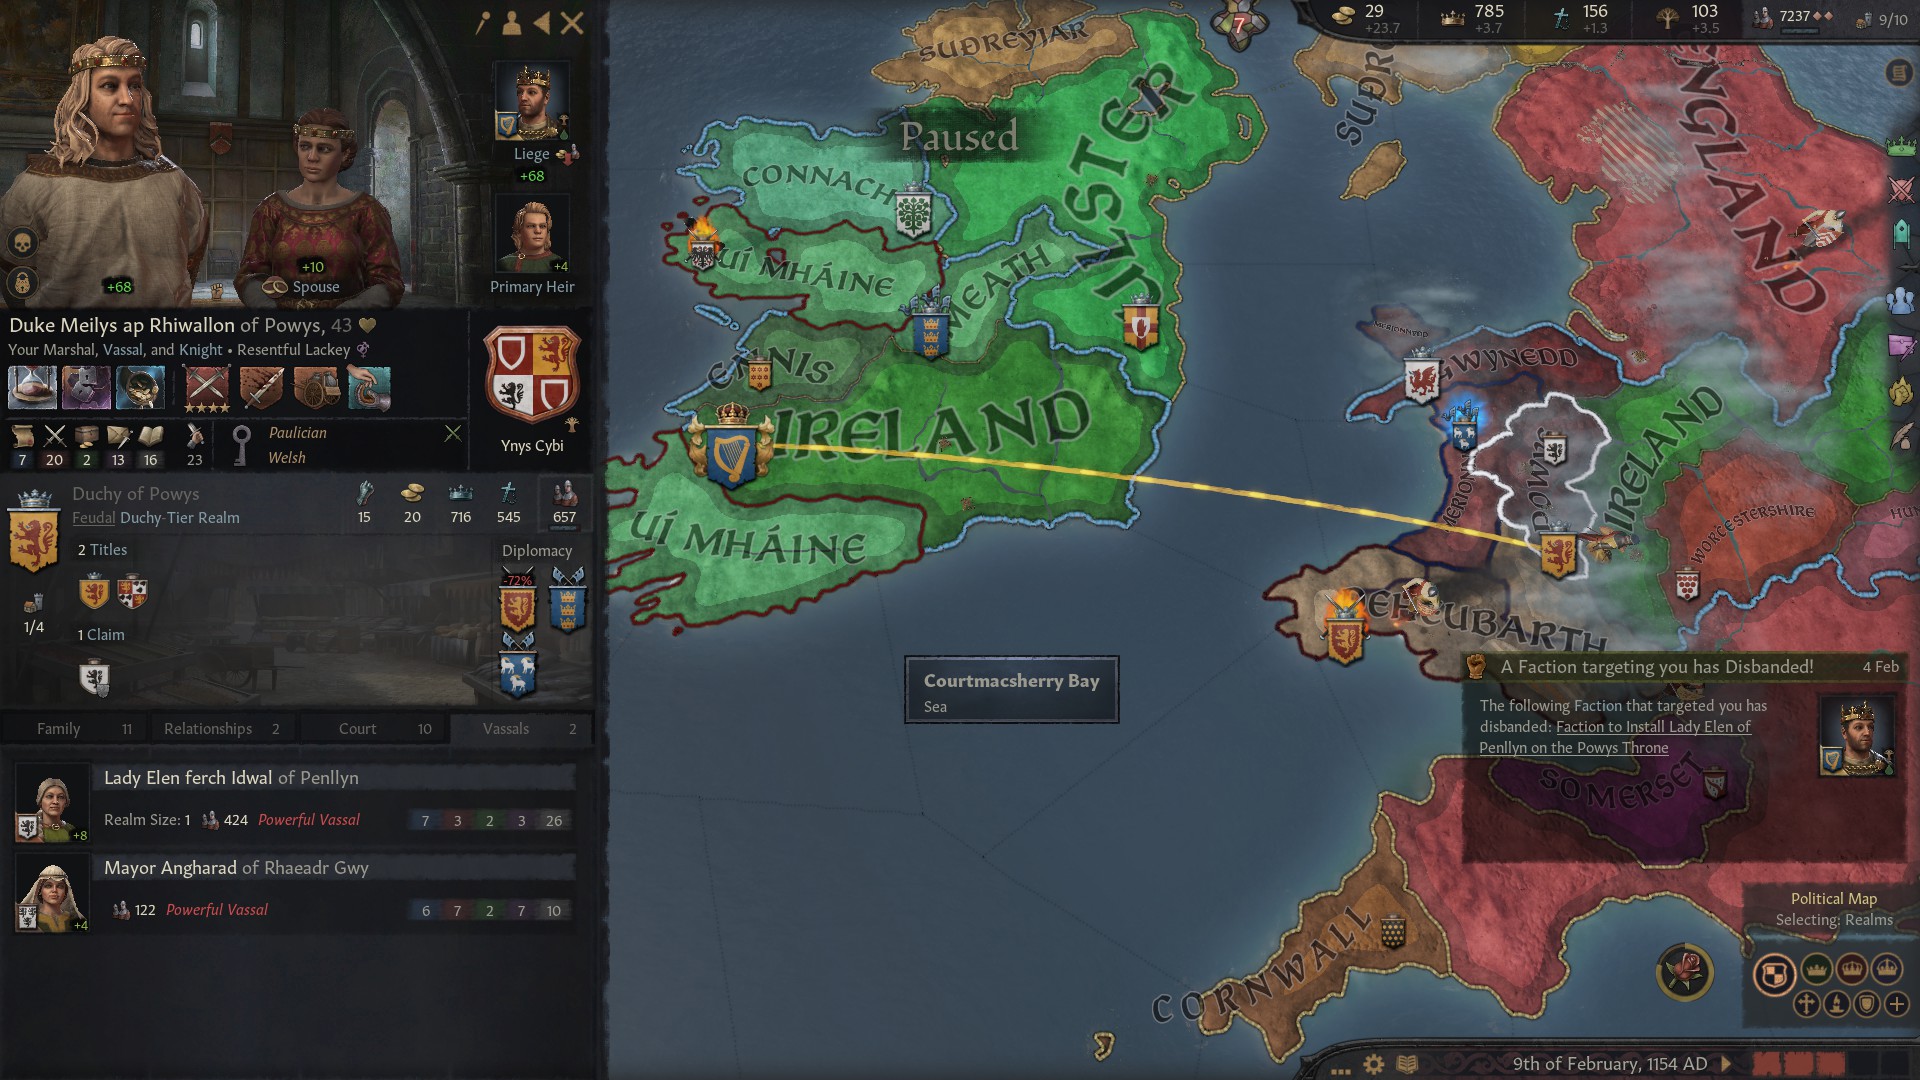 29
+23.7
785
+3.7
156
+1.3
103
+3.5
7237
9/10
7
Paused
Liege
+68
+4
Primary Heir
+68
+10
Spouse
Duke Meilys ap Rhiwallon of Powys, 43
Your Marshal, Vassal, and Knight • Resentful Lackey
7
20
2
13
16
23
Paulician
Welsh
Ynys Cybi
Duchy of Powys
Feudal Duchy-Tier Realm
15
20
716
545
657
2 Titles
1/4
1 Claim
Diplomacy
-72%
Family 11
Relationships 2
Court 10
Vassals 2
Lady Elen ferch Idwal of Penllyn
Realm Size: 1 424 Powerful Vassal
7 3 2 3 26
+8
Mayor Angharad of Rhaeadr Gwy
122 Powerful Vassal
6 7 2 7 10
+4
SUÐREYJAR
CONNACHT
UÍ MHÁINE
MEATH
ENNIS
IRELAND
UÍ MHÁINE
ENGLAND
GWYNEDD
IRELAND
WORCESTERSHIRE
SOMERSET
CORNWALL
Courtmacsherry Bay
Sea
A Faction targeting you has Disbanded! 4 Feb
The following Faction that targeted you has
disbanded: Faction to Install Lady Elen of
Penllyn on the Powys Throne
Political Map
Selecting: Realms
9th of February, 1154 AD